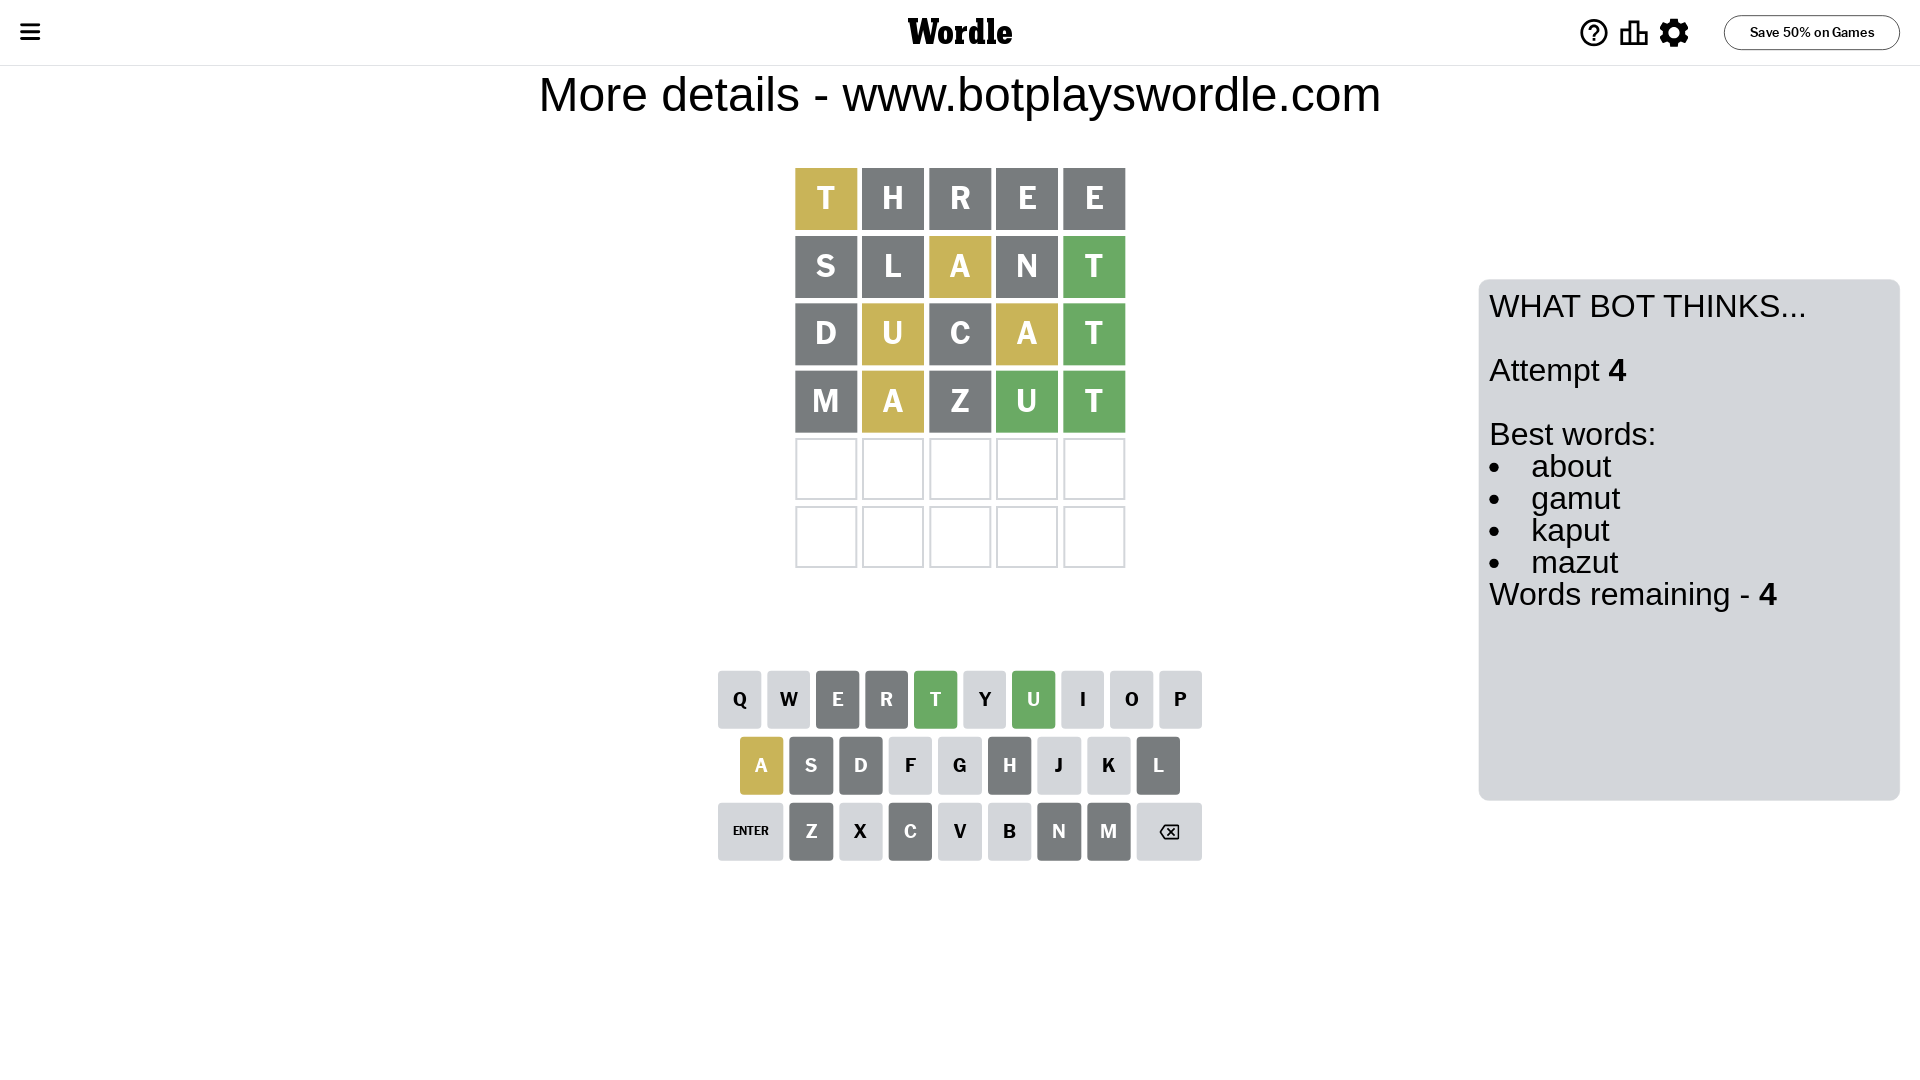 Wordle
Save 50% on Games
More details - www.botplayswordle.com
T H R E E
S L A N T
D U C A T
M A Z U T
WHAT BOT THINKS...
Attempt 4
Best words:
• about
• gamut
• kaput
• mazut
Words remaining - 4
Q W E R T Y U I O P
A S D F G H J K L
ENTER Z X C V B N M